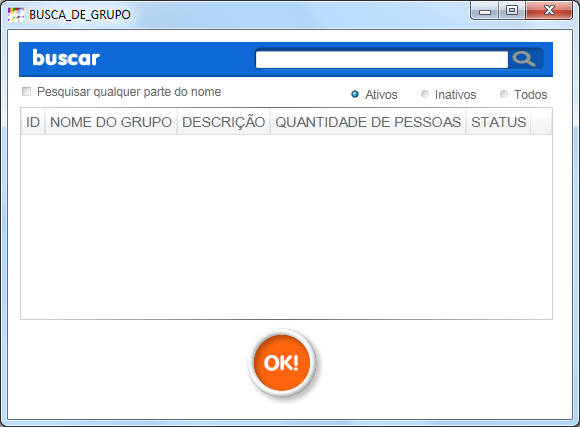 BUSCA_DE_GRUPO
buscar
Pesquisar qualquer parte do nome
Ativos Inativos Todos
ID NOME DO GRUPO DESCRIÇÃO QUANTIDADE DE PESSOAS STATUS
OK!